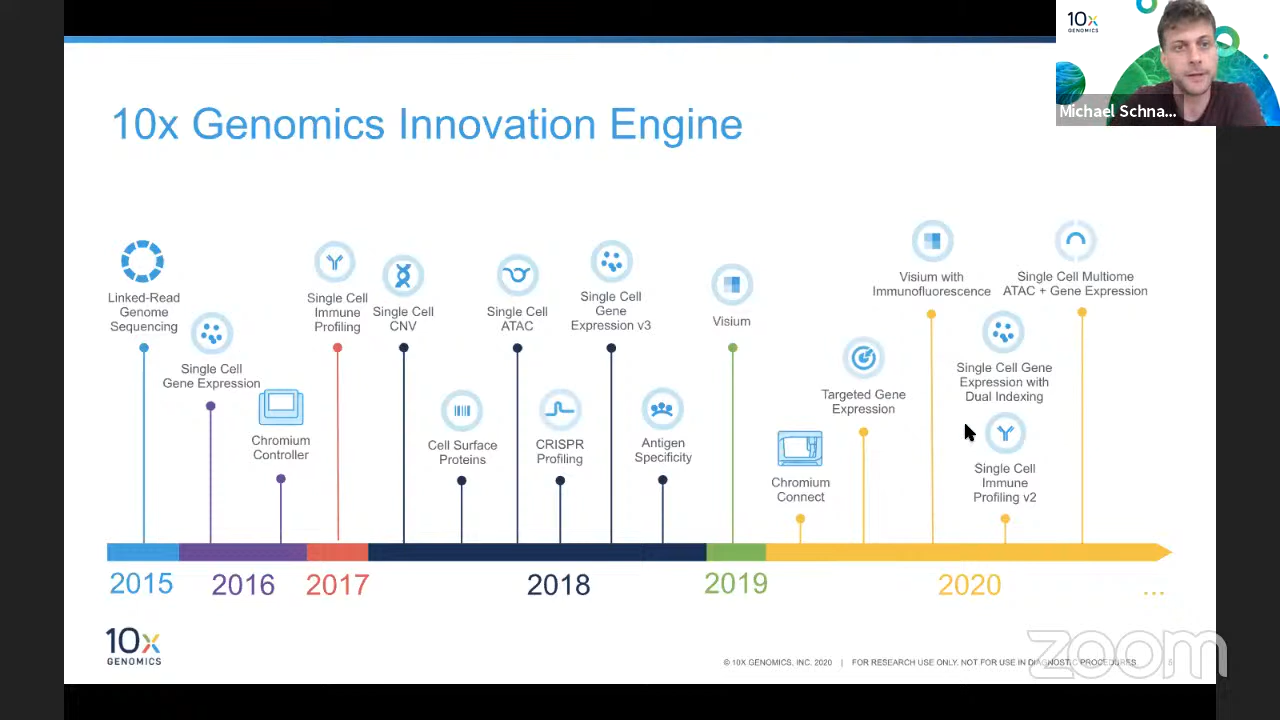 10x
GENOMICS
Michael Schna...
10x Genomics Innovation Engine
Linked-Read
Genome
Sequencing
Single Cell
Gene Expression
Chromium
Controller
Single Cell
Immune
Profiling
Single Cell
CNV
Cell Surface
Proteins
Single Cell
ATAC
CRISPR
Profiling
Single Cell
Gene
Expression v3
Antigen
Specificity
Visium
Chromium
Connect
Targeted Gene
Expression
Visium with
Immunofluorescence
Single Cell Gene
Expression with
Dual Indexing
Single Cell
Immune
Profiling v2
Single Cell Multiome
ATAC + Gene Expression
2015
2016
2017
2018
2019
2020
...
10x
GENOMICS
© 10X GENOMICS, INC. 2020 | FOR RESEARCH USE ONLY. NOT FOR USE IN DIAGNOSTIC PROCEDURES. 5
zoom